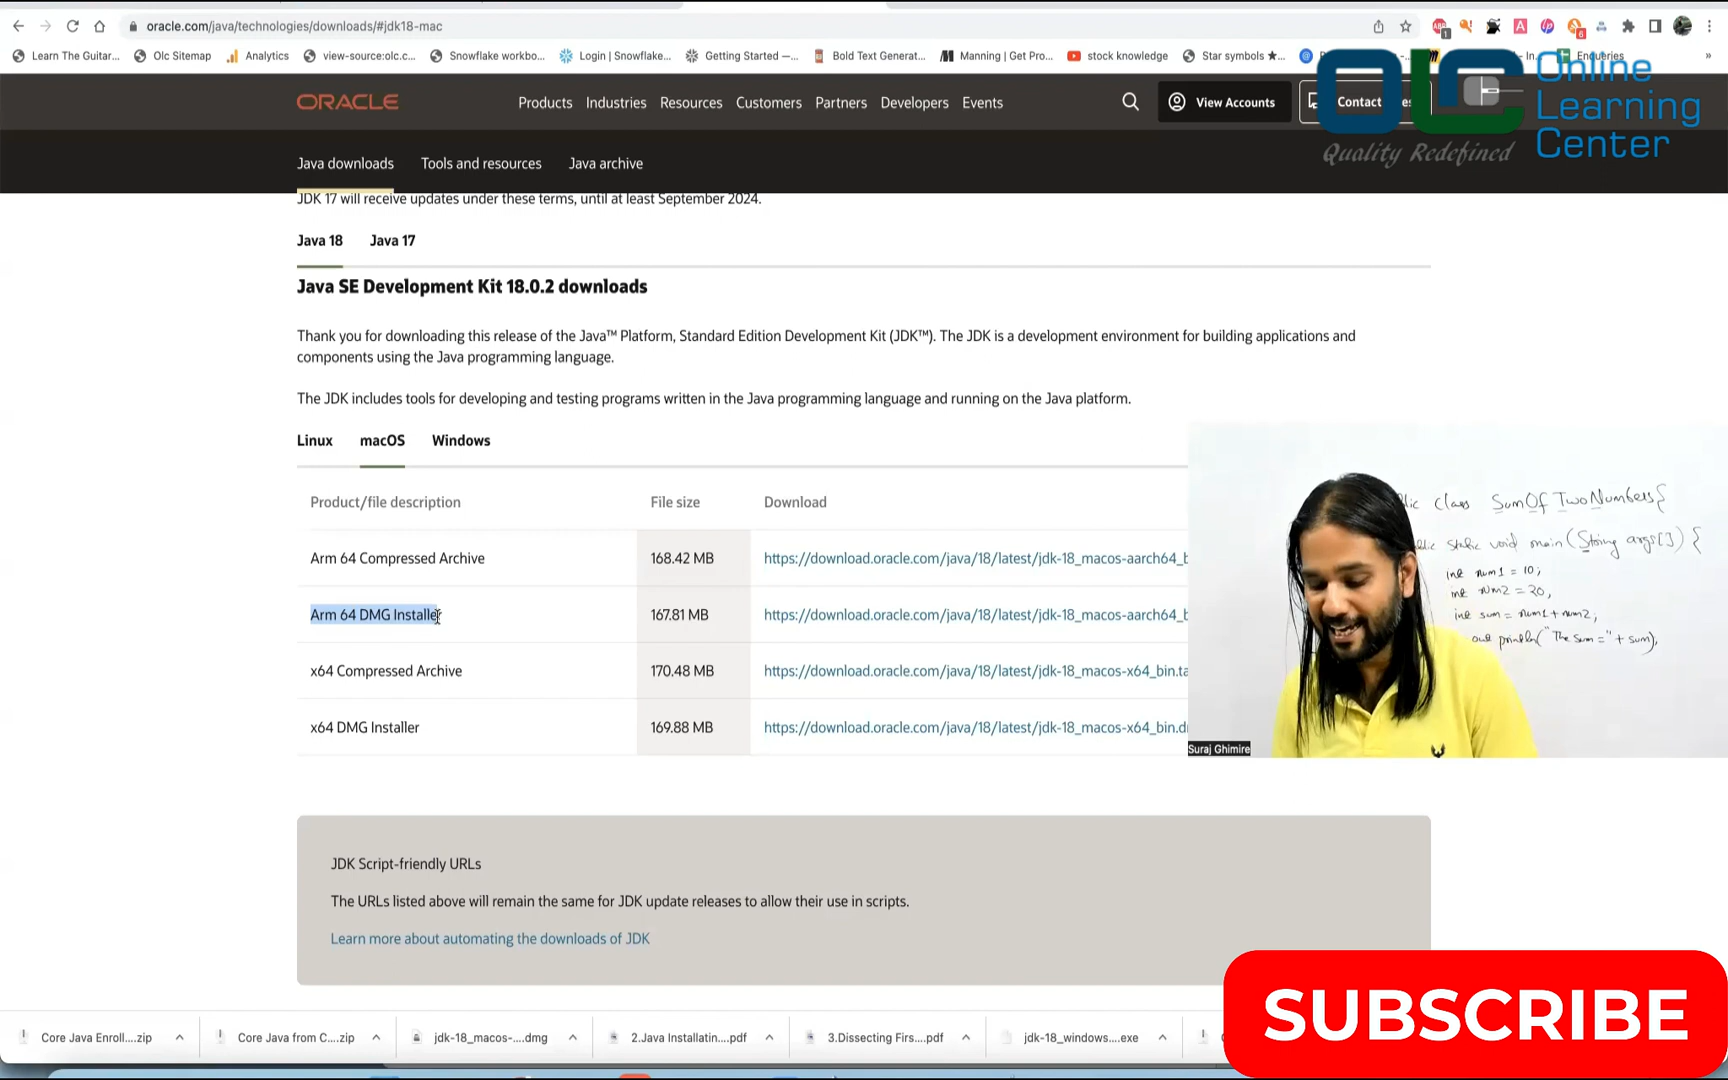 oracle.com/java/technologies/downloads/#jdk18-mac
Learn The Guitar... Olc Sitemap Analytics view-source:olc.c... Snowflake workbo... Login | Snowflake... Getting Started —... Bold Text Generat... Manning | Get Pro... stock knowledge Star symbols ★... Enqueries »
OLC Online Learning Center
Quality Redefined
ORACLE Products Industries Resources Customers Partners Developers Events View Accounts Contact
Java downloads Tools and resources Java archive
JDK 17 will receive updates under these terms, until at least September 2024.
Java 18 Java 17
Java SE Development Kit 18.0.2 downloads
Thank you for downloading this release of the Java™ Platform, Standard Edition Development Kit (JDK™). The JDK is a development environment for building applications and
components using the Java programming language.
The JDK includes tools for developing and testing programs written in the Java programming language and running on the Java platform.
Linux macOS Windows
Product/file description File size Download
Arm 64 Compressed Archive 168.42 MB https://download.oracle.com/java/18/latest/jdk-18_macos-aarch64_b
Arm 64 DMG Installer 167.81 MB https://download.oracle.com/java/18/latest/jdk-18_macos-aarch64_b
x64 Compressed Archive 170.48 MB https://download.oracle.com/java/18/latest/jdk-18_macos-x64_bin.ta
x64 DMG Installer 169.88 MB https://download.oracle.com/java/18/latest/jdk-18_macos-x64_bin.d
lic class SumOf TwoNumbers{
blic static void main(String args[]) {
int num1 = 10;
int num2 = 20,
int sum = num1 + num2;
out println("The sum =" + sum),
Suraj Ghimire
JDK Script-friendly URLs
The URLs listed above will remain the same for JDK update releases to allow their use in scripts.
Learn more about automating the downloads of JDK
SUBSCRIBE
Core Java Enroll....zip Core Java from C....zip jdk-18_macos-....dmg 2.Java Installatin....pdf 3.Dissecting Firs....pdf jdk-18_windows....exe